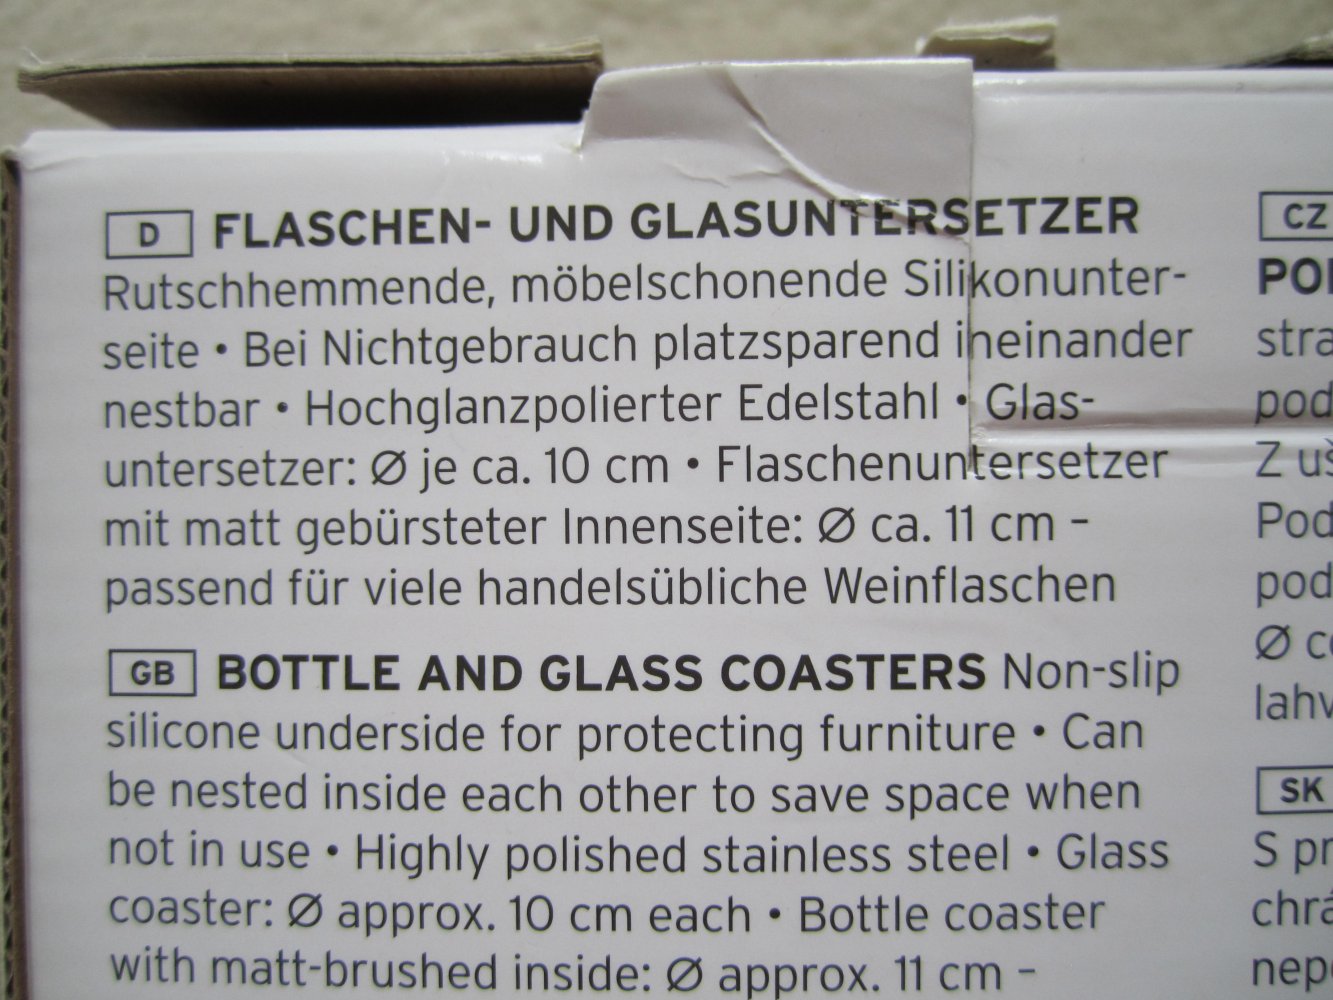 D FLASCHEN- UND GLASUNTERSETZER
Rutschhemmende, möbelschonende Silikonunter-
seite • Bei Nichtgebrauch platzsparend ineinander
nestbar • Hochglanzpolierter Edelstahl • Glas-
untersetzer: Ø je ca. 10 cm • Flaschenuntersetzer
mit matt gebürsteter Innenseite: Ø ca. 11 cm –
passend für viele handelsübliche Weinflaschen
GB BOTTLE AND GLASS COASTERS Non-slip
silicone underside for protecting furniture • Can
be nested inside each other to save space when
not in use • Highly polished stainless steel • Glass
coaster: Ø approx. 10 cm each • Bottle coaster
with matt-brushed inside: Ø approx. 11 cm –
CZ
Z
Ø
SK
S